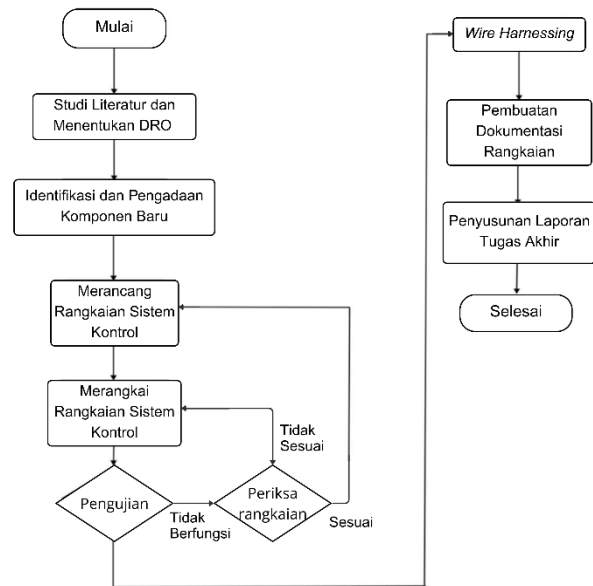 Mulai
Studi Literatur dan
Menentukan DRO
Identifikasi dan Pengadaan
Komponen Baru
Merancang
Rangkaian Sistem
Kontrol
Merangkai
Rangkaian Sistem
Kontrol
Tidak
Sesuai
Pengujian
Tidak
Berfungsi
Periksa
rangkaian
Sesuai
Wire Harnessing
Pembuatan
Dokumentasi
Rangkaian
Penyusunan Laporan
Tugas Akhir
Selesai